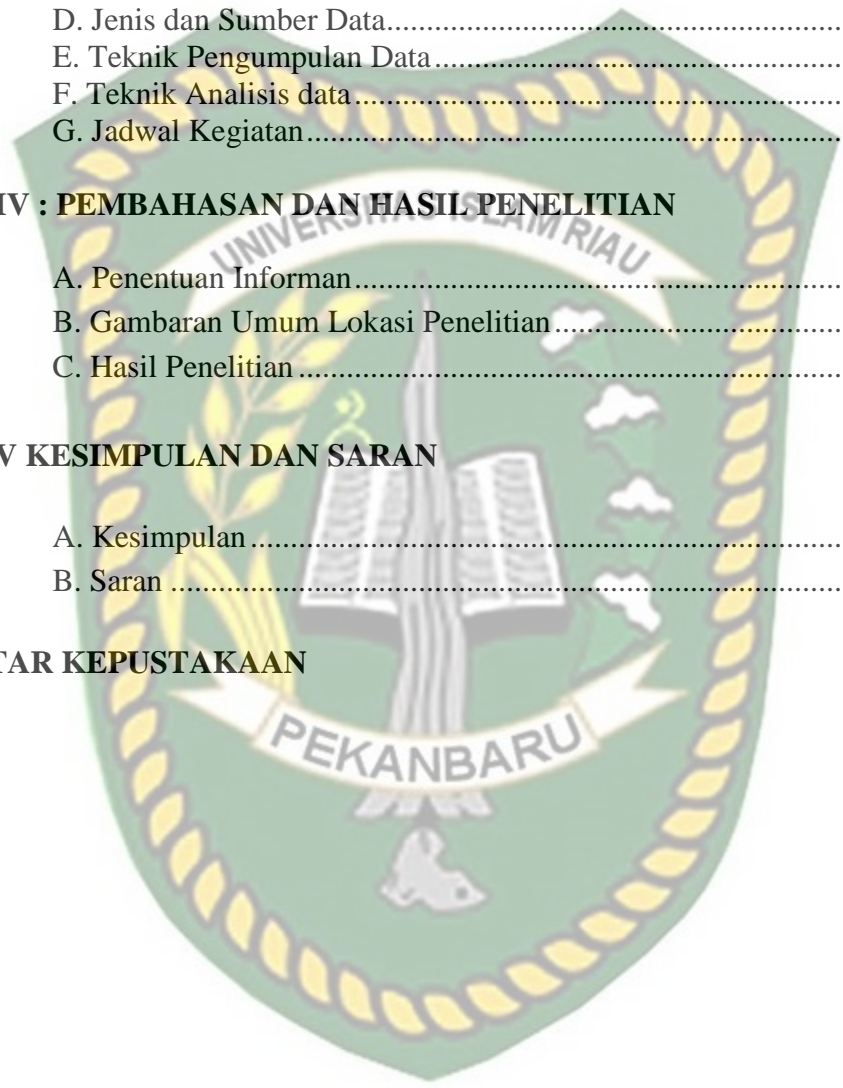 D. Jenis dan Sumber Data......................................................................
E. Teknik Pengumpulan Data................................................................
F. Teknik Analisis data..........................................................................
G. Jadwal Kegiatan................................................................................
IV : PEMBAHASAN DAN HASIL PENELITIAN
UNIVERSITAS ISLAM RIAU
A. Penentuan Informan..........................................................................
B. Gambaran Umum Lokasi Penelitian.................................................
C. Hasil Penelitian.................................................................................
V KESIMPULAN DAN SARAN
A. Kesimpulan.......................................................................................
B. Saran.................................................................................................
TAR KEPUSTAKAAN
PEKANBARU